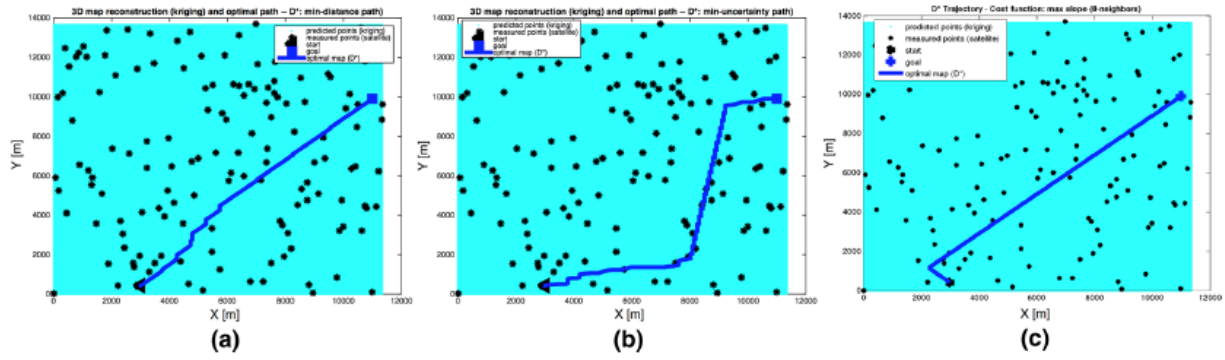 3D map reconstruction (kriging) and optimal path -- D*: min-distance path)
predicted points (kriging)
measured points (satellite)
start
goal
optimal map (D*)
14000
12000
10000
8000
6000
4000
2000
0
Y [m]
0 2000 4000 6000 8000 10000 12000
X [m]
(a)
3D map reconstruction (kriging) and optimal path -- D*: min-uncertainty path)
predicted points (kriging)
measured points (satellite)
start
goal
optimal map (D*)
14000
12000
10000
8000
6000
4000
2000
0
Y [m]
0 2000 4000 6000 8000 10000 12000
X [m]
(b)
D* Trajectory - Cost function: max slope (8-neighbors)
predicted points (kriging)
measured points (satellite)
start
goal
optimal map (D*)
14000
12000
10000
8000
6000
4000
2000
0
Y [m]
0 2000 4000 6000 8000 10000 12000
X [m]
(c)